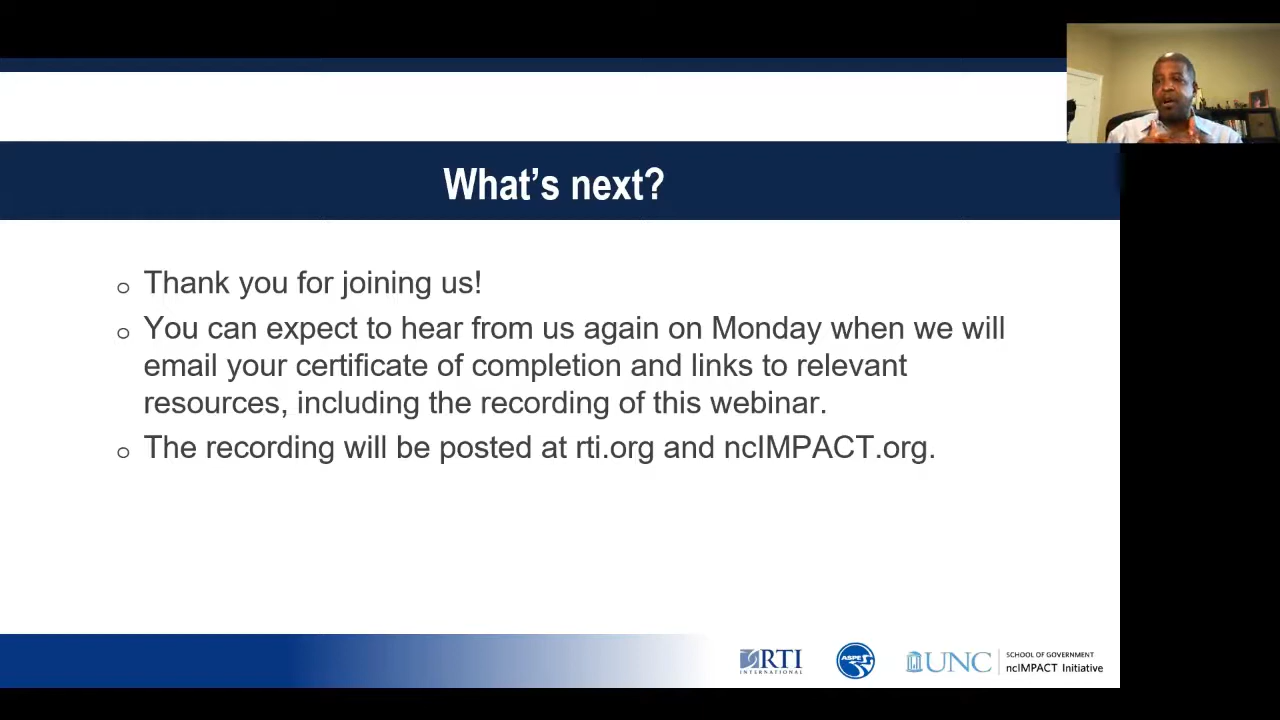 What's next?
o Thank you for joining us!
o You can expect to hear from us again on Monday when we will
email your certificate of completion and links to relevant
resources, including the recording of this webinar.
o The recording will be posted at rti.org and ncIMPACT.org.
RTI
INTERNATIONAL
ASPE
UNC
SCHOOL OF GOVERNMENT
ncIMPACT Initiative